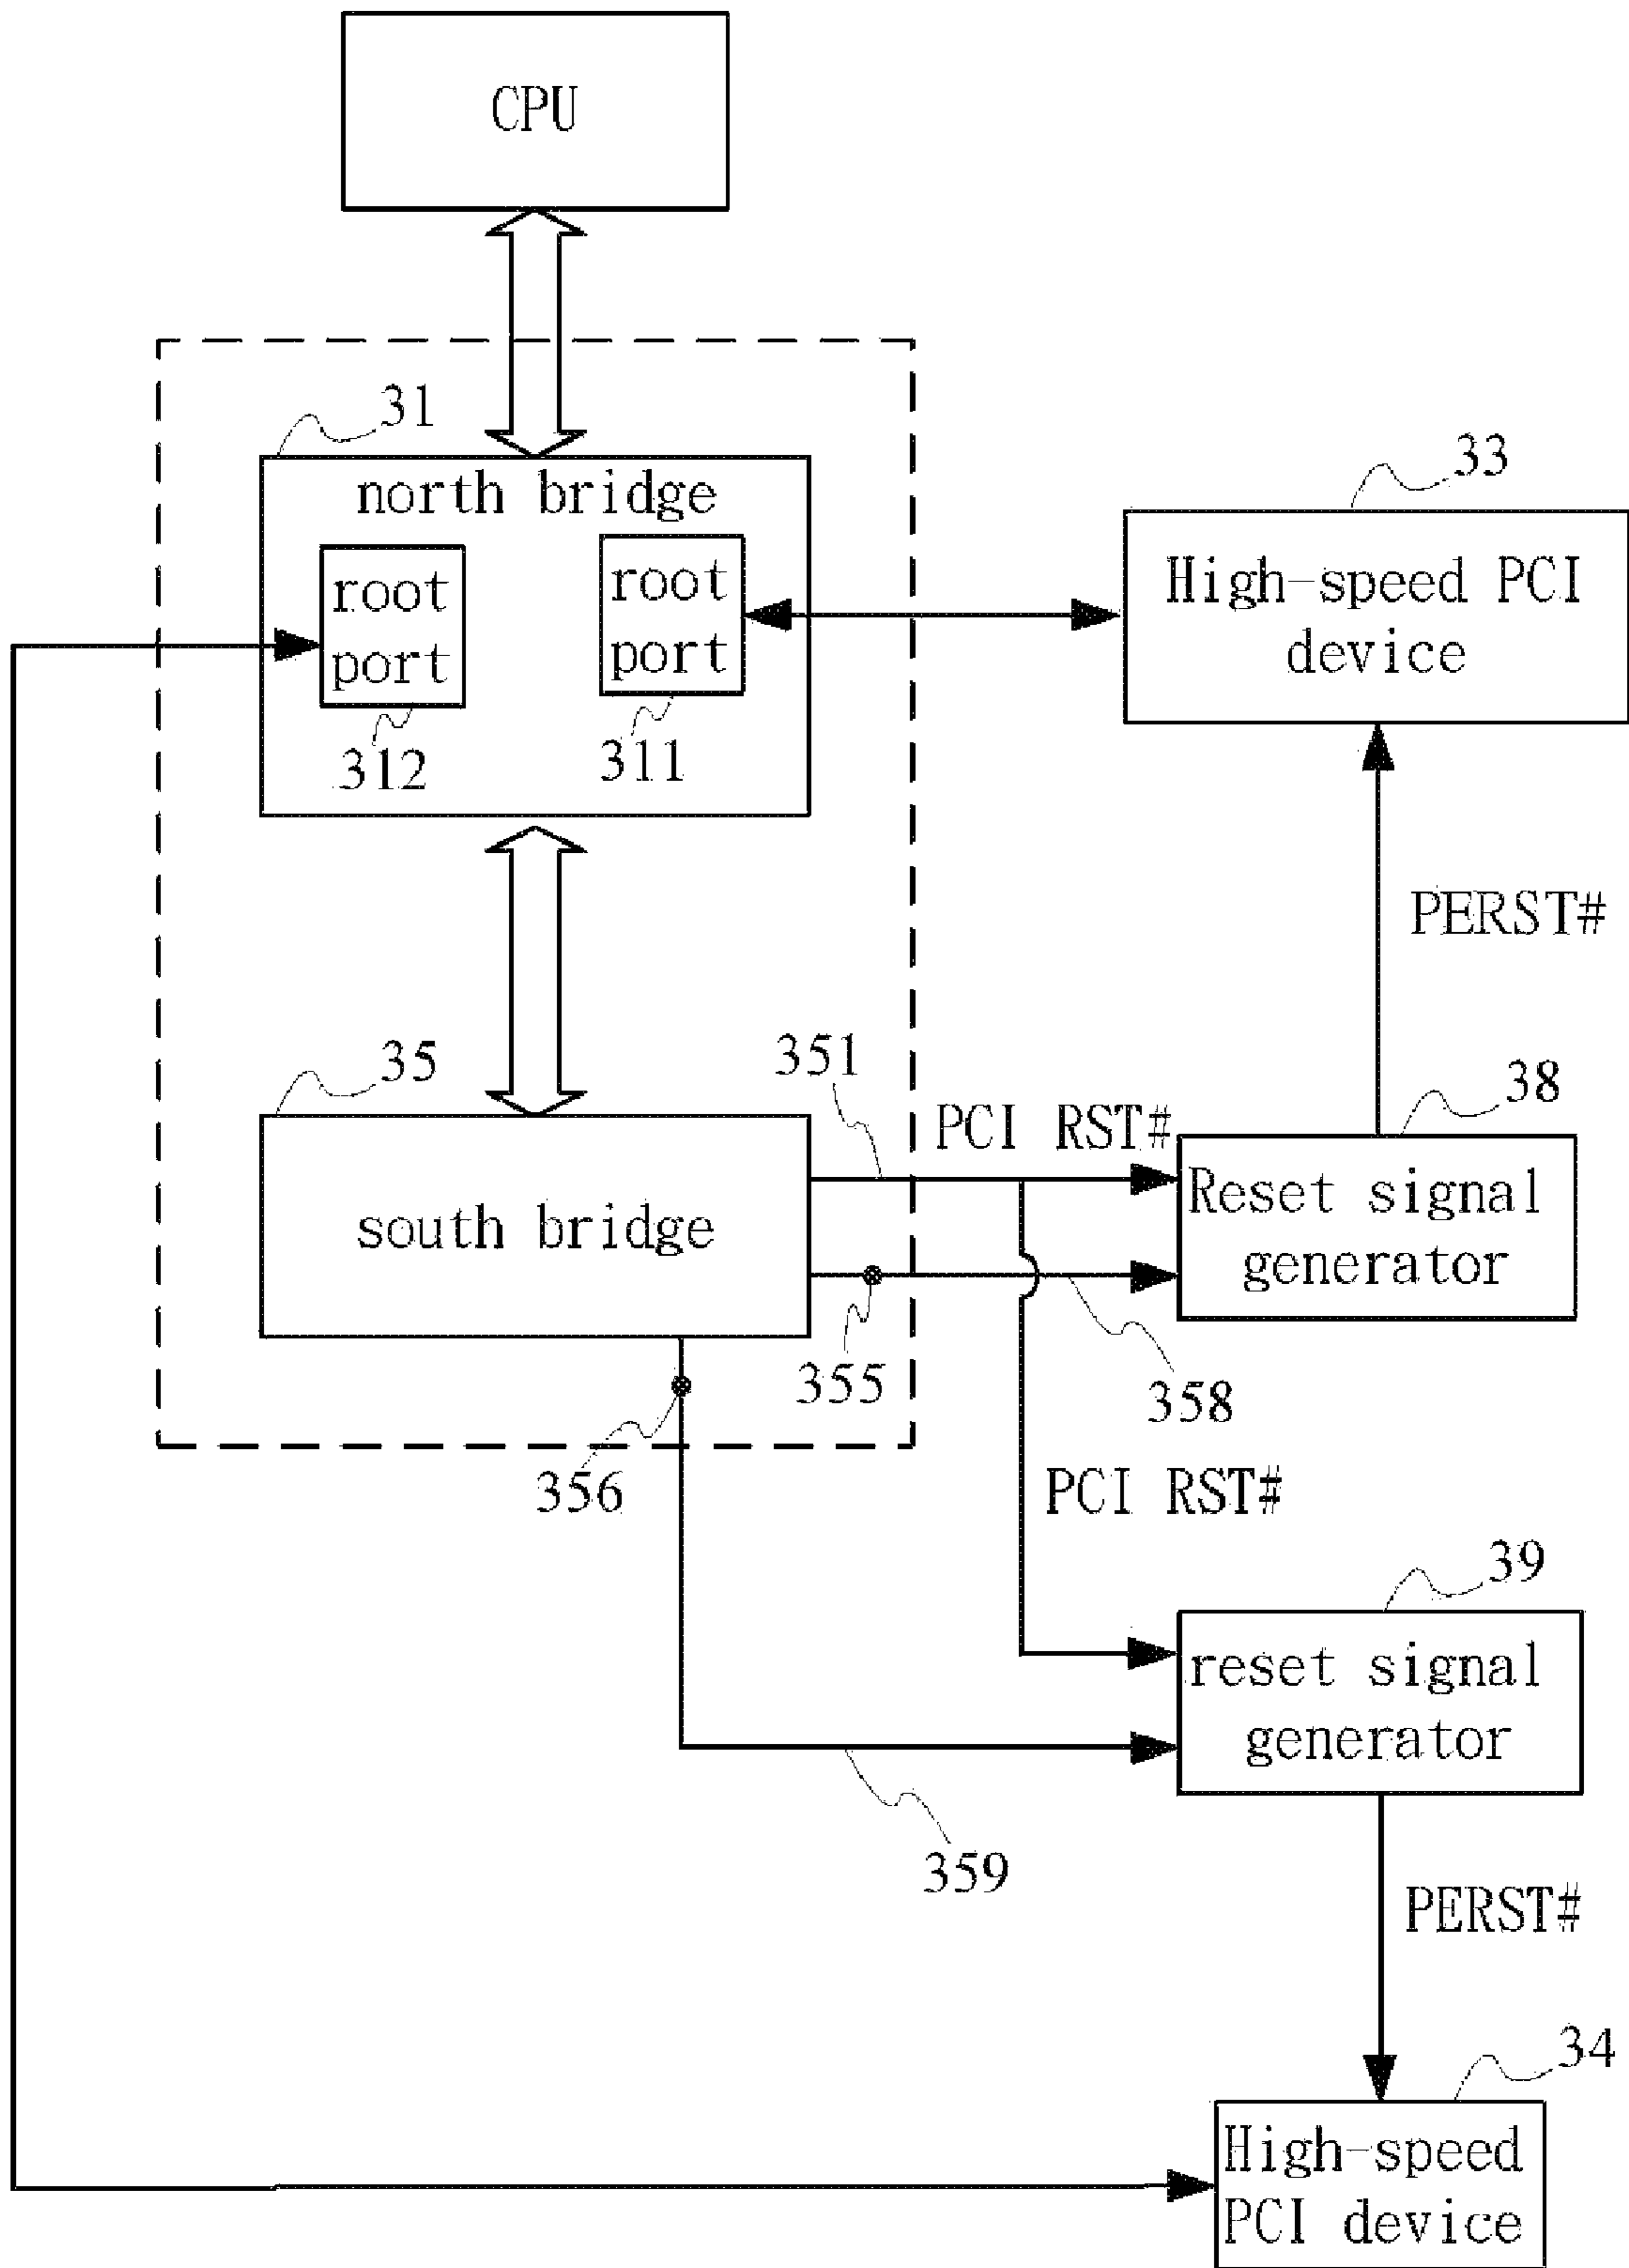 CPU
31
north bridge
root
port
312
root
port
311
33
High-speed PCI
device
PERST#
35
south bridge
351
PCI RST#
38
Reset signal
generator
355
358
356
PCI RST#
39
reset signal
generator
359
PERST#
34
High-speed
PCI device